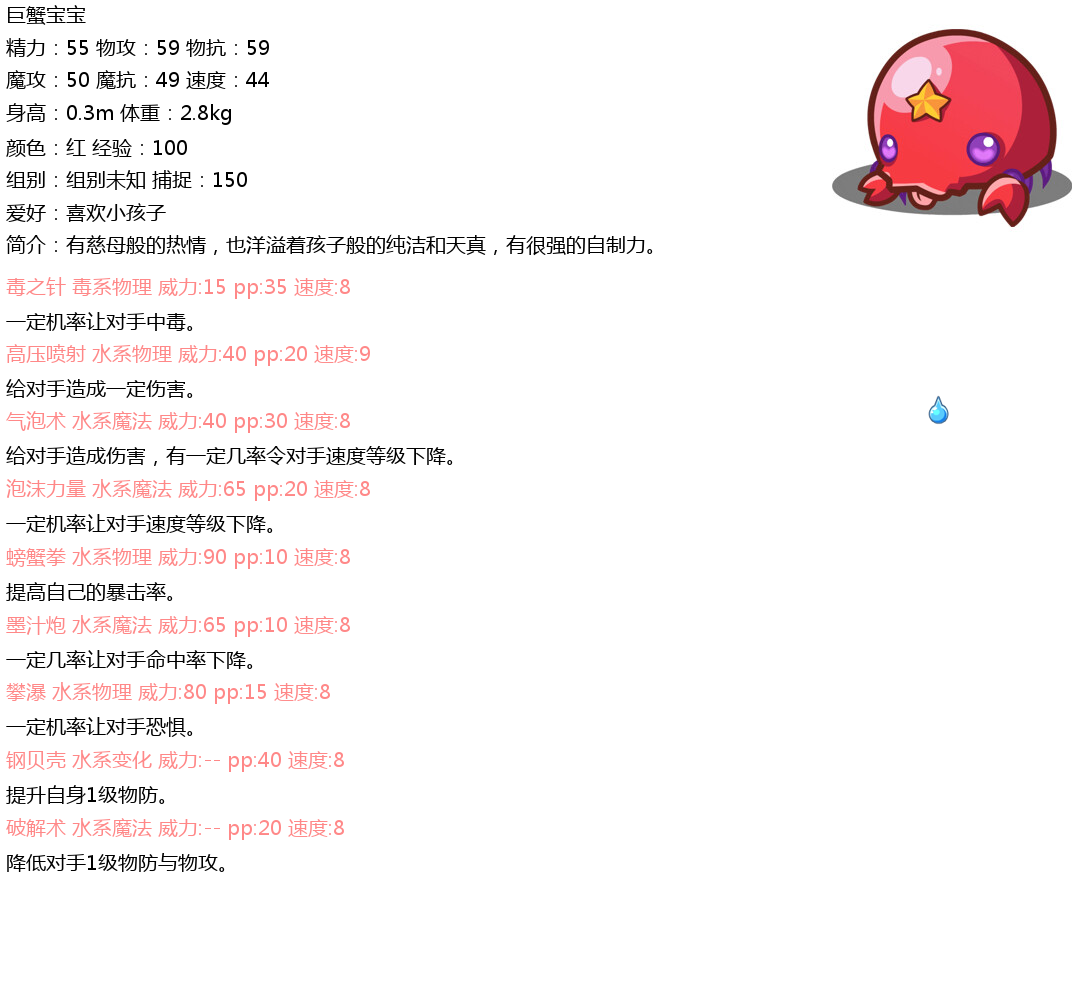 巨蟹宝宝
精力：55 物攻：59 物抗：59
魔攻：50 魔抗：49 速度：44
身高：0.3m 体重：2.8kg
颜色：红 经验：100
组别：组别未知 捕捉：150
爱好：喜欢小孩子
简介：有慈母般的热情，也洋溢着孩子般的纯洁和天真，有很强的自制力。
毒之针 毒系物理 威力:15 pp:35 速度:8
一定机率让对手中毒。
高压喷射 水系物理 威力:40 pp:20 速度:9
给对手造成一定伤害。
气泡术 水系魔法 威力:40 pp:30 速度:8
给对手造成伤害，有一定几率令对手速度等级下降。
泡沫力量 水系魔法 威力:65 pp:20 速度:8
一定机率让对手速度等级下降。
螃蟹拳 水系物理 威力:90 pp:10 速度:8
提高自己的暴击率。
墨汁炮 水系魔法 威力:65 pp:10 速度:8
一定几率让对手命中率下降。
攀瀑 水系物理 威力:80 pp:15 速度:8
一定机率让对手恐惧。
钢贝壳 水系变化 威力:-- pp:40 速度:8
提升自身1级物防。
破解术 水系魔法 威力:-- pp:20 速度:8
降低对手1级物防与物攻。